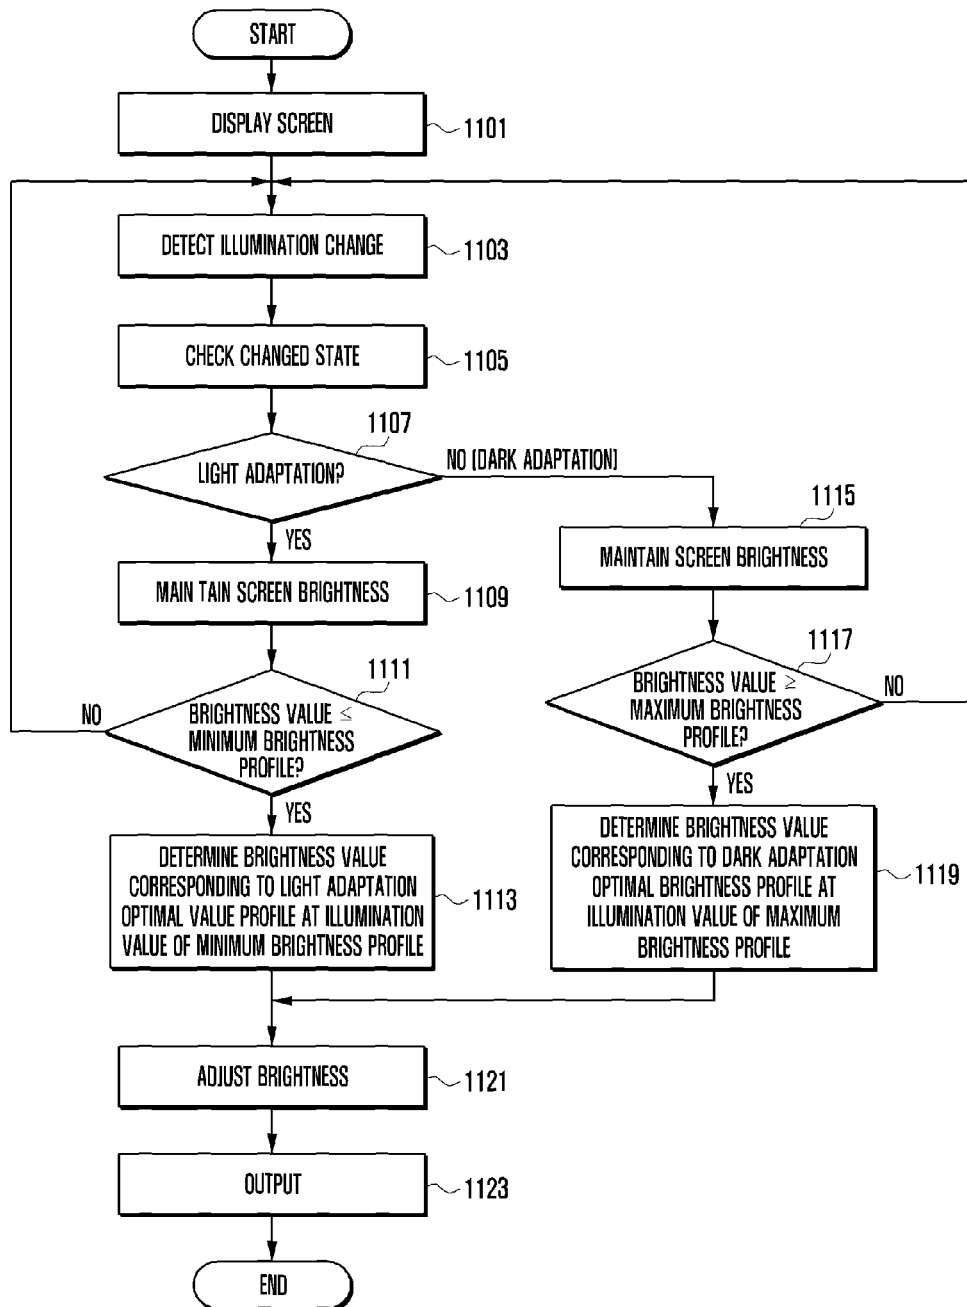 START
DISPLAY SCREEN
1101
DETECT ILLUMINATION CHANGE
1103
CHECK CHANGED STATE
1105
1107
LIGHT ADAPTATION?
NO (DARK ADAPTATION)
YES
MAIN TAIN SCREEN BRIGHTNESS
1109
1111
BRIGHTNESS VALUE ≤
MINIMUM BRIGHTNESS
PROFILE?
NO
YES
DETERMINE BRIGHTNESS VALUE
CORRESPONDING TO LIGHT ADAPTATION
OPTIMAL VALUE PROFILE AT ILLUMINATION
VALUE OF MINIMUM BRIGHTNESS PROFILE
1113
1115
MAINTAIN SCREEN BRIGHTNESS
1117
BRIGHTNESS VALUE ≥
MAXIMUM BRIGHTNESS
PROFILE?
NO
YES
DETERMINE BRIGHTNESS VALUE
CORRESPONDING TO DARK ADAPTATION
OPTIMAL BRIGHTNESS PROFILE AT
ILLUMINATION VALUE OF MAXIMUM
BRIGHTNESS PROFILE
1119
ADJUST BRIGHTNESS
1121
OUTPUT
1123
END